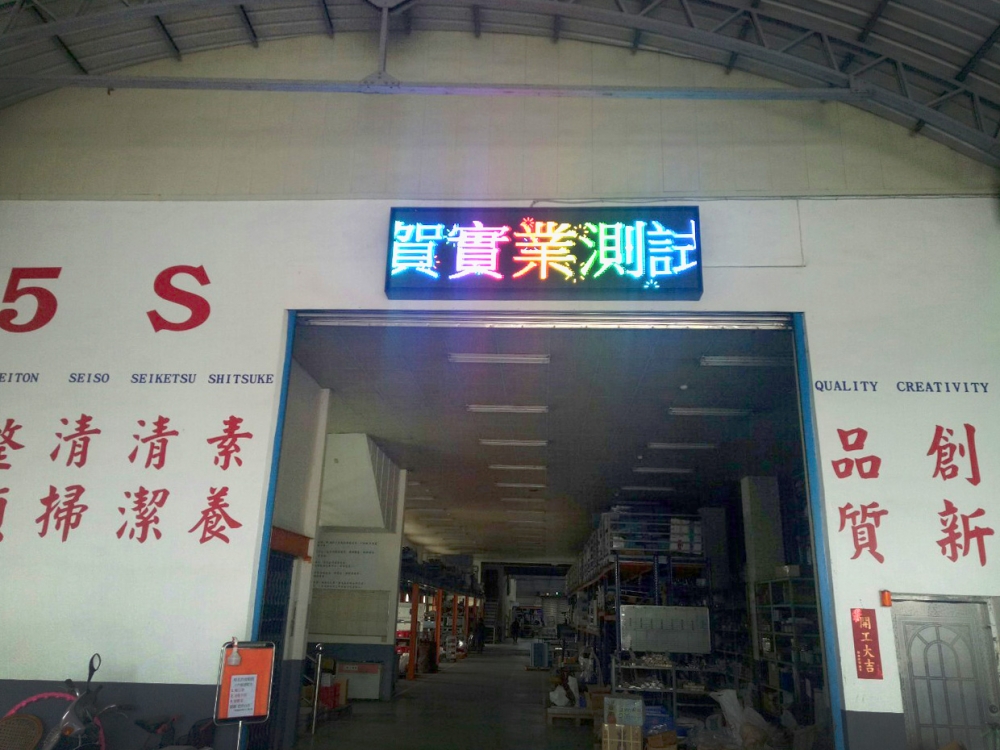 賀實業測試
5 S
EITON SEISO SEIKETSU SHITSUKE
整頓 清掃 清潔 素養
QUALITY CREATIVITY
品質 創新
開工大吉